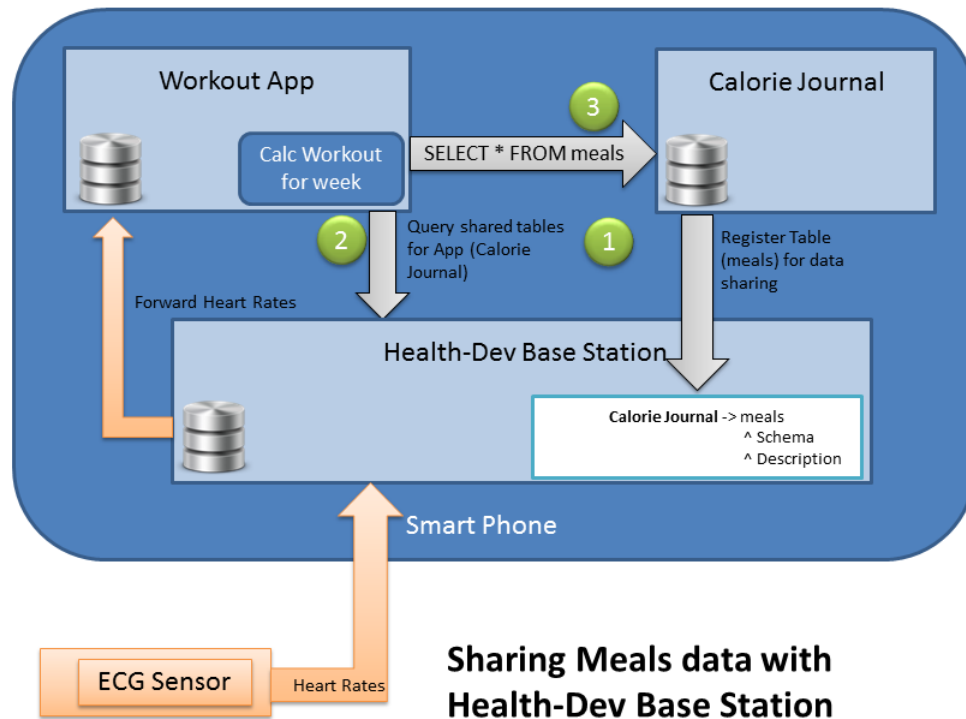 Workout App
Calorie Journal
3
Calc Workout
for week
SELECT * FROM meals
2
Query shared tables
for App (Calorie
Journal)
1
Register Table
(meals) for data
sharing
Forward Heart Rates
Health-Dev Base Station
Calorie Journal -> meals
^ Schema
^ Description
Smart Phone
ECG Sensor
Heart Rates
Sharing Meals data with
Health-Dev Base Station